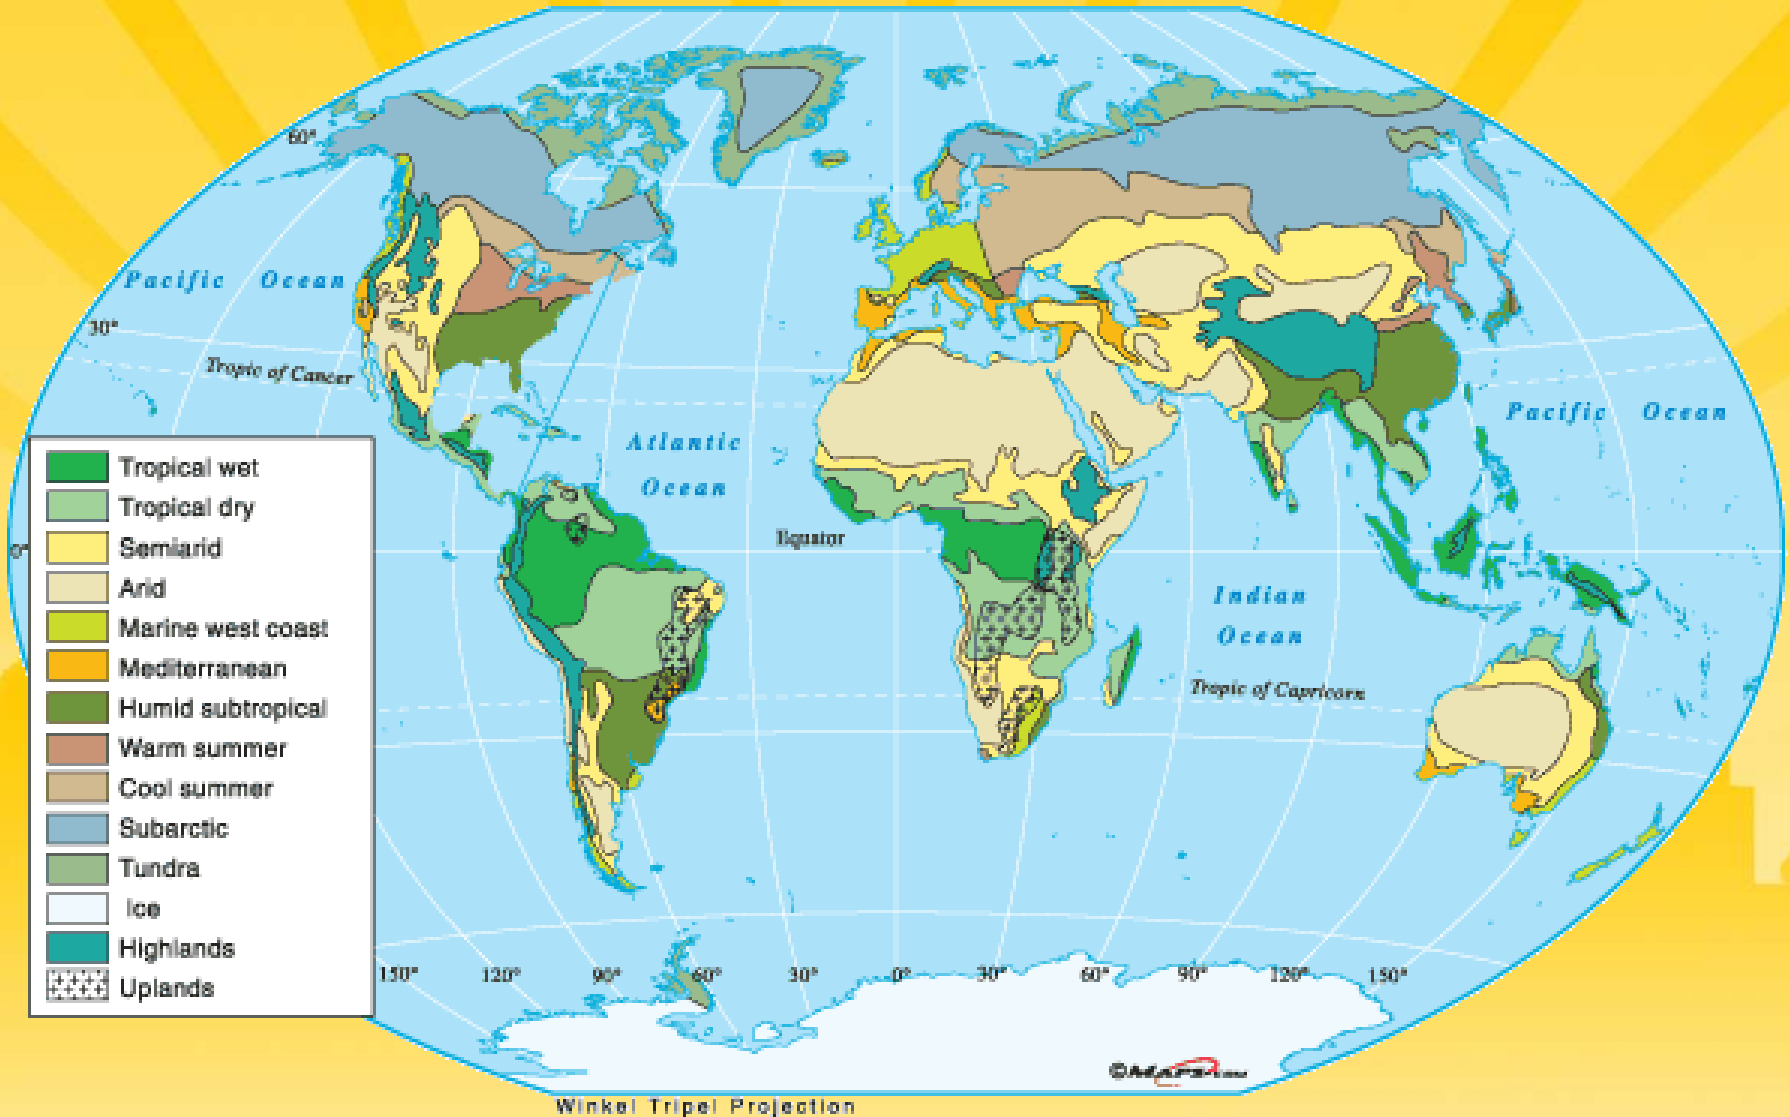 60°
Pacific Ocean
30°
Tropic of Cancer
Atlantic
Ocean
Pacific Ocean
Equator
0°
Indian
Ocean
Tropic of Capricorn
Tropical wet
Tropical dry
Semiarid
Arid
Marine west coast
Mediterranean
Humid subtropical
Warm summer
Cool summer
Subarctic
Tundra
Ice
Highlands
Uplands
150° 120° 90° 60° 30° 0° 30° 60° 90° 120° 150°
©MAPS.COM
Winkel Tripel Projection